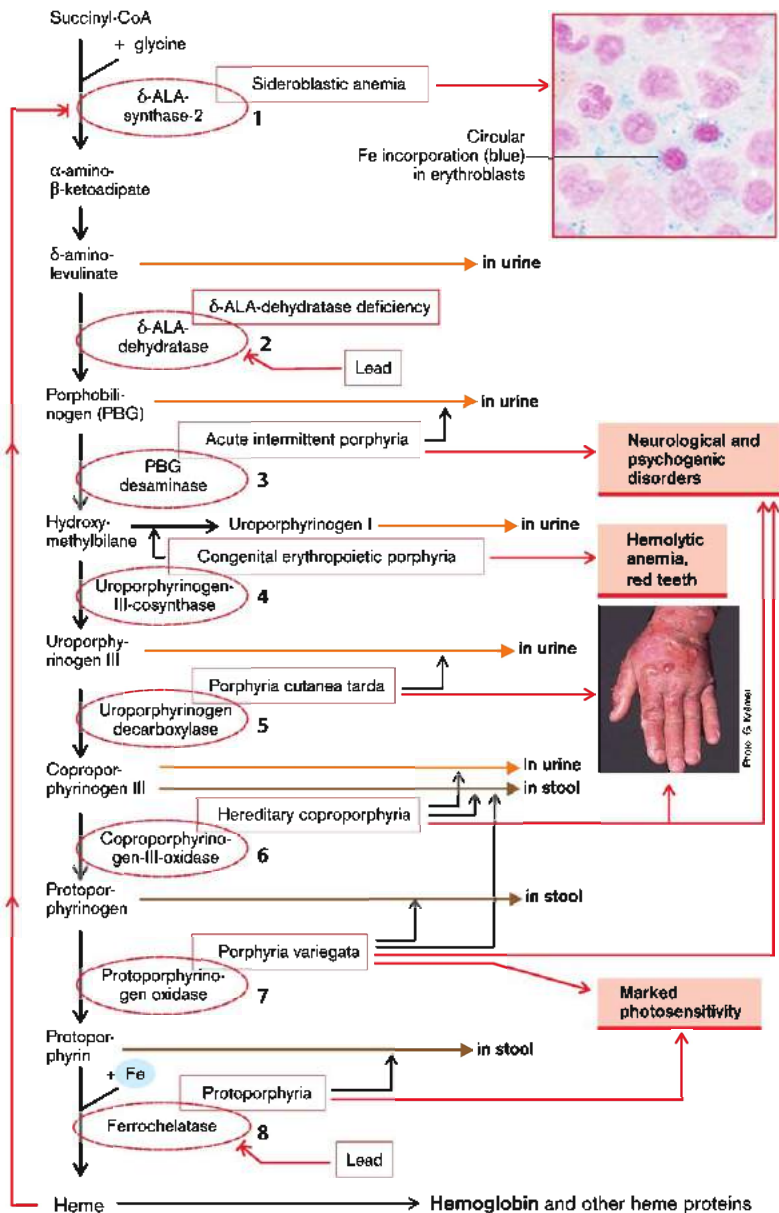 Succinyl-CoA
+ glycine
Sideroblastic anemia
δ-ALA-
synthase-2
1
Circular
Fe incorporation (blue)
in erythroblasts
α-amino-
β-ketoadipate
δ-amino-
levulinate
in urine
δ-ALA-dehydratase deficiency
δ-ALA-
dehydratase
2
Lead
Porphobili-
nogen (PBG)
in urine
Acute intermittent porphyria
Neurological and
psychogenic
disorders
PBG
desaminase
3
Hydroxy-
methylbilane
Uroporphyrinogen I
in urine
Congenital erythropoietic porphyria
Hemolytic
anemia,
red teeth
Uroporphyrinogen-
III-cosynthase
4
Uroporphy-
rinogen III
in urine
Porphyria cutanea tarda
Uroporphyrinogen
decarboxylase
5
Photo: G. Krämer
Copropor-
phyrinogen III
In urine
in stool
Hereditary coproporphyria
Coproporphyrino-
gen-III-oxidase
6
Protopor-
phyrinogen
in stool
Porphyria variegata
Protoporphyrino-
gen oxidase
7
Marked
photosensitivity
Protopor-
phyrin
in stool
+ Fe
Protoporphyria
Ferrochelatase
8
Lead
Heme
Hemoglobin and other heme proteins